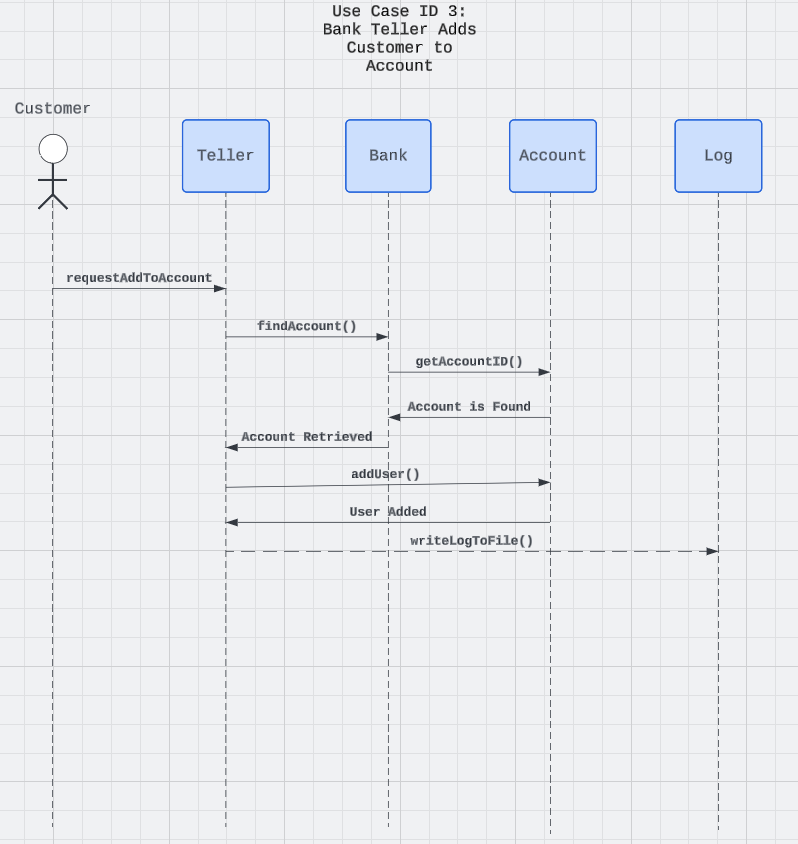 Use Case ID 3:
Bank Teller Adds
Customer to
Account
Customer
Teller
Bank
Account
Log
requestAddToAccount
findAccount()
getAccountID()
Account is Found
Account Retrieved
addUser()
User Added
writeLogToFile()